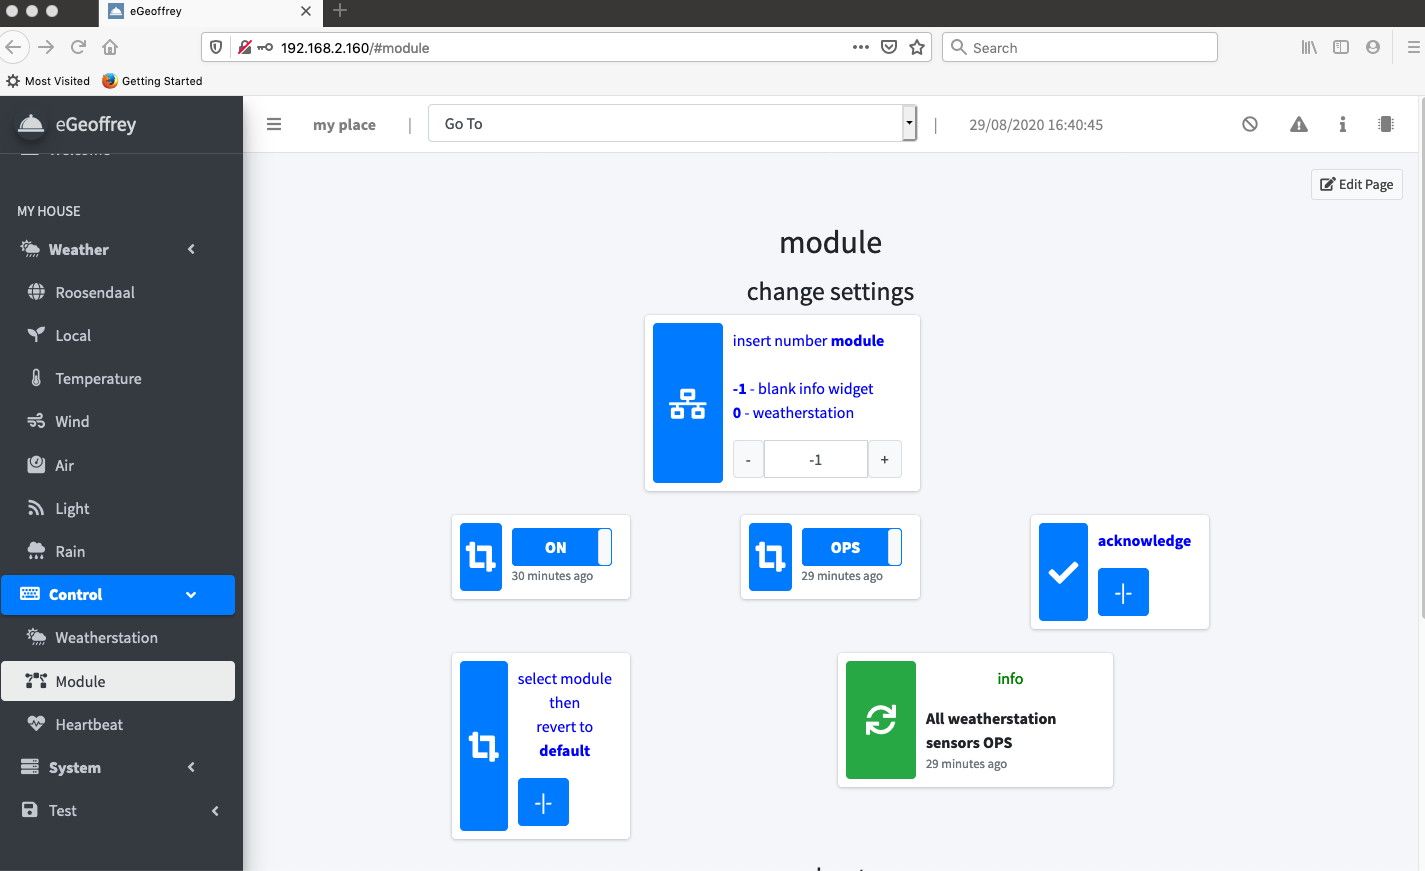 eGeoffrey
192.168.2.160/#module
Search
Most Visited
Getting Started
eGeoffrey
my place
|
Go To
|
29/08/2020 16:40:45
Welcome
MY HOUSE
Weather
Roosendaal
Local
Temperature
Wind
Air
Light
Rain
Control
Weatherstation
Module
Heartbeat
System
Test
Edit Page
module
change settings
insert number module
-1 - blank info widget
0 - weatherstation
- -1 +
ON
30 minutes ago
OPS
29 minutes ago
acknowledge
select module
then
revert to
default
info
All weatherstation
sensors OPS
29 minutes ago